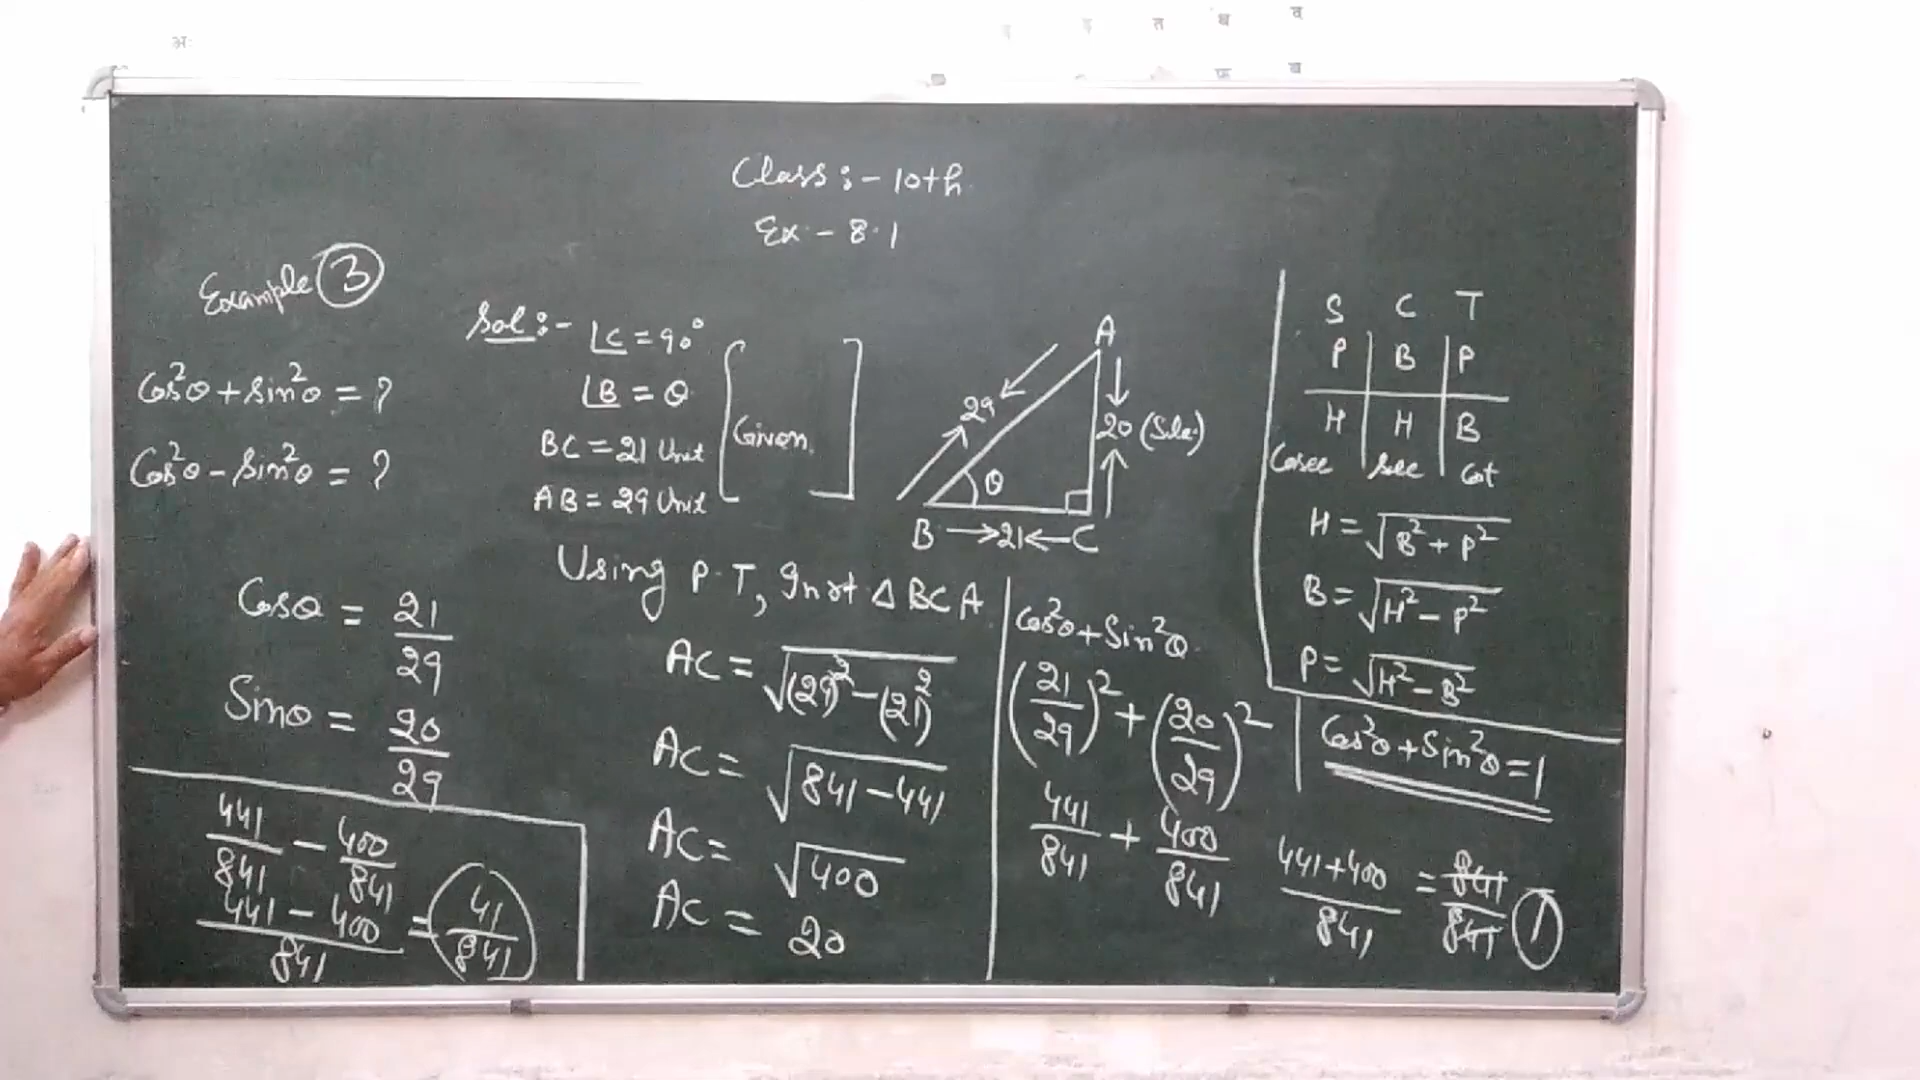 अः
त थ व
ब
Class :- 10th
Ex - 8.1
Example ③
Cos²θ + Sin²θ = ?
Cos²θ - Sin²θ = ?
Cosθ = 21/29
Sinθ = 20/29
441/841 - 400/841
(441 - 400)/841 = 41/841
Sol :- ∠C = 90°
∠B = θ
BC = 21 Unit
AB = 29 Unit
[Given]
A
29
20 (Sol.)
θ
B →21← C
Using P.T, In rt △ BCA
AC = √((29)² - (21)²)
AC = √(841 - 441)
AC = √400
AC = 20
Cos²θ + Sin²θ
(21/29)² + (20/29)²
441/841 + 400/841
(441 + 400)/841 = 841/841 ①
S C T
P | B | P
H | H | B
Cosec Sec Cot
H = √(B² + P²)
B = √(H² - P²)
P = √(H² - B²)
Cos²θ + Sin²θ = 1